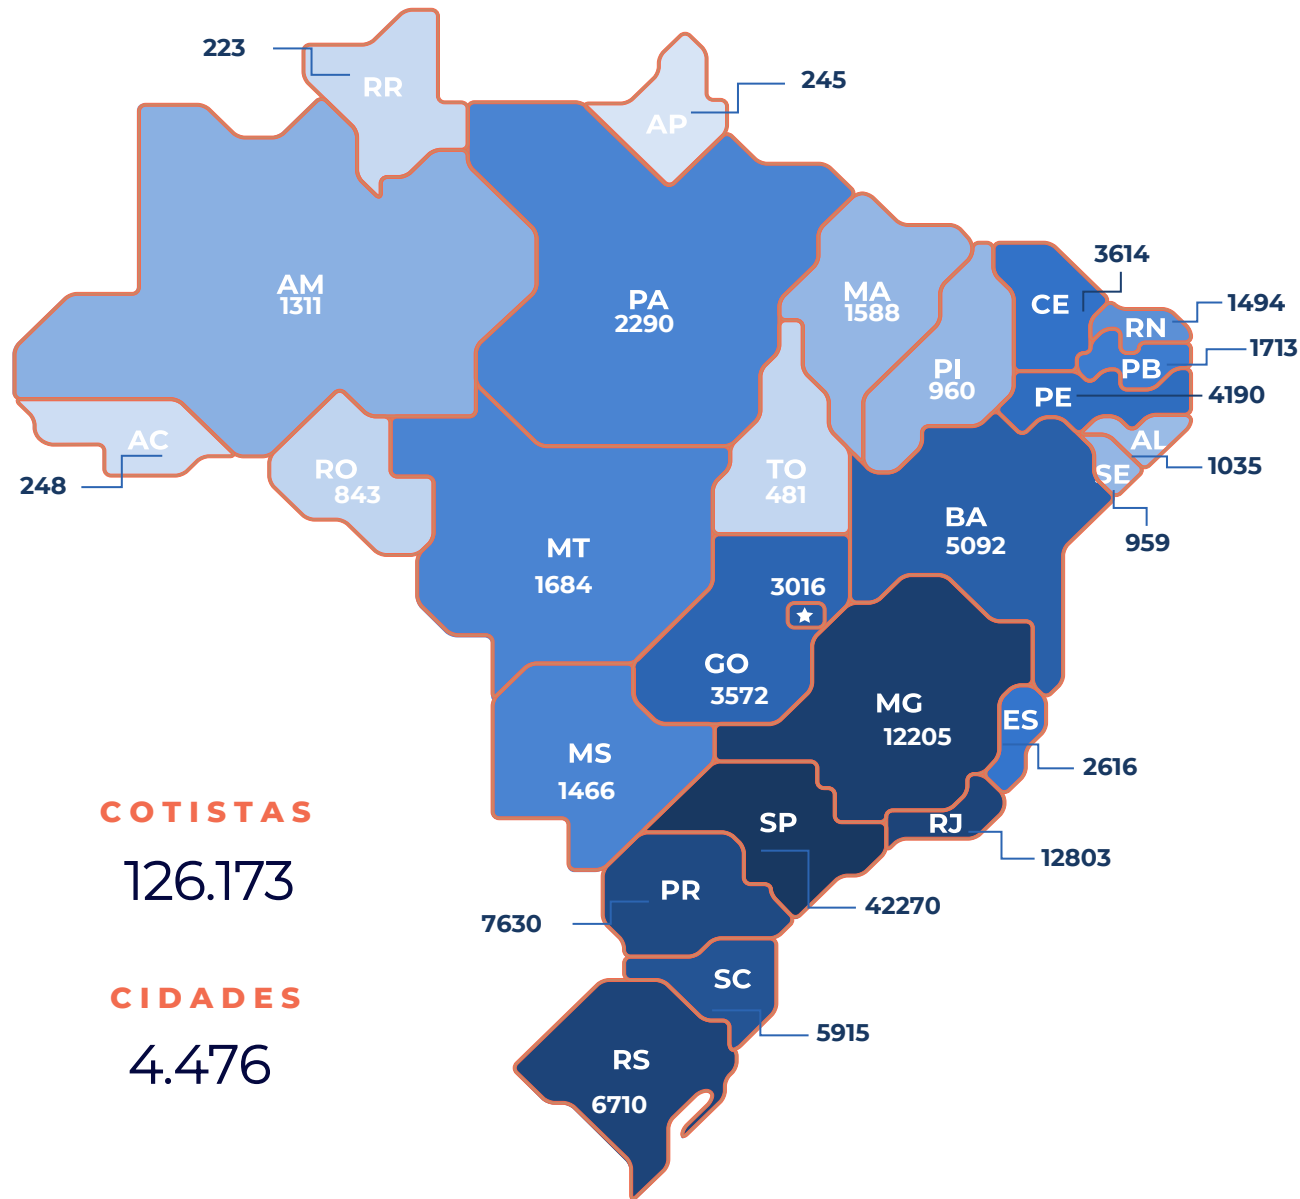 223
RR
245
AP
AM
1311
PA
2290
MA
1588
PI
960
CE
3614
RN
1494
PB
1713
PE
4190
AL
1035
SE
959
AC
248
RO
843
TO
481
BA
5092
MT
1684
3016
GO
3572
MG
12205
ES
2616
MS
1466
SP
42270
RJ
12803
PR
7630
SC
5915
RS
6710
COTISTAS
126.173
CIDADES
4.476